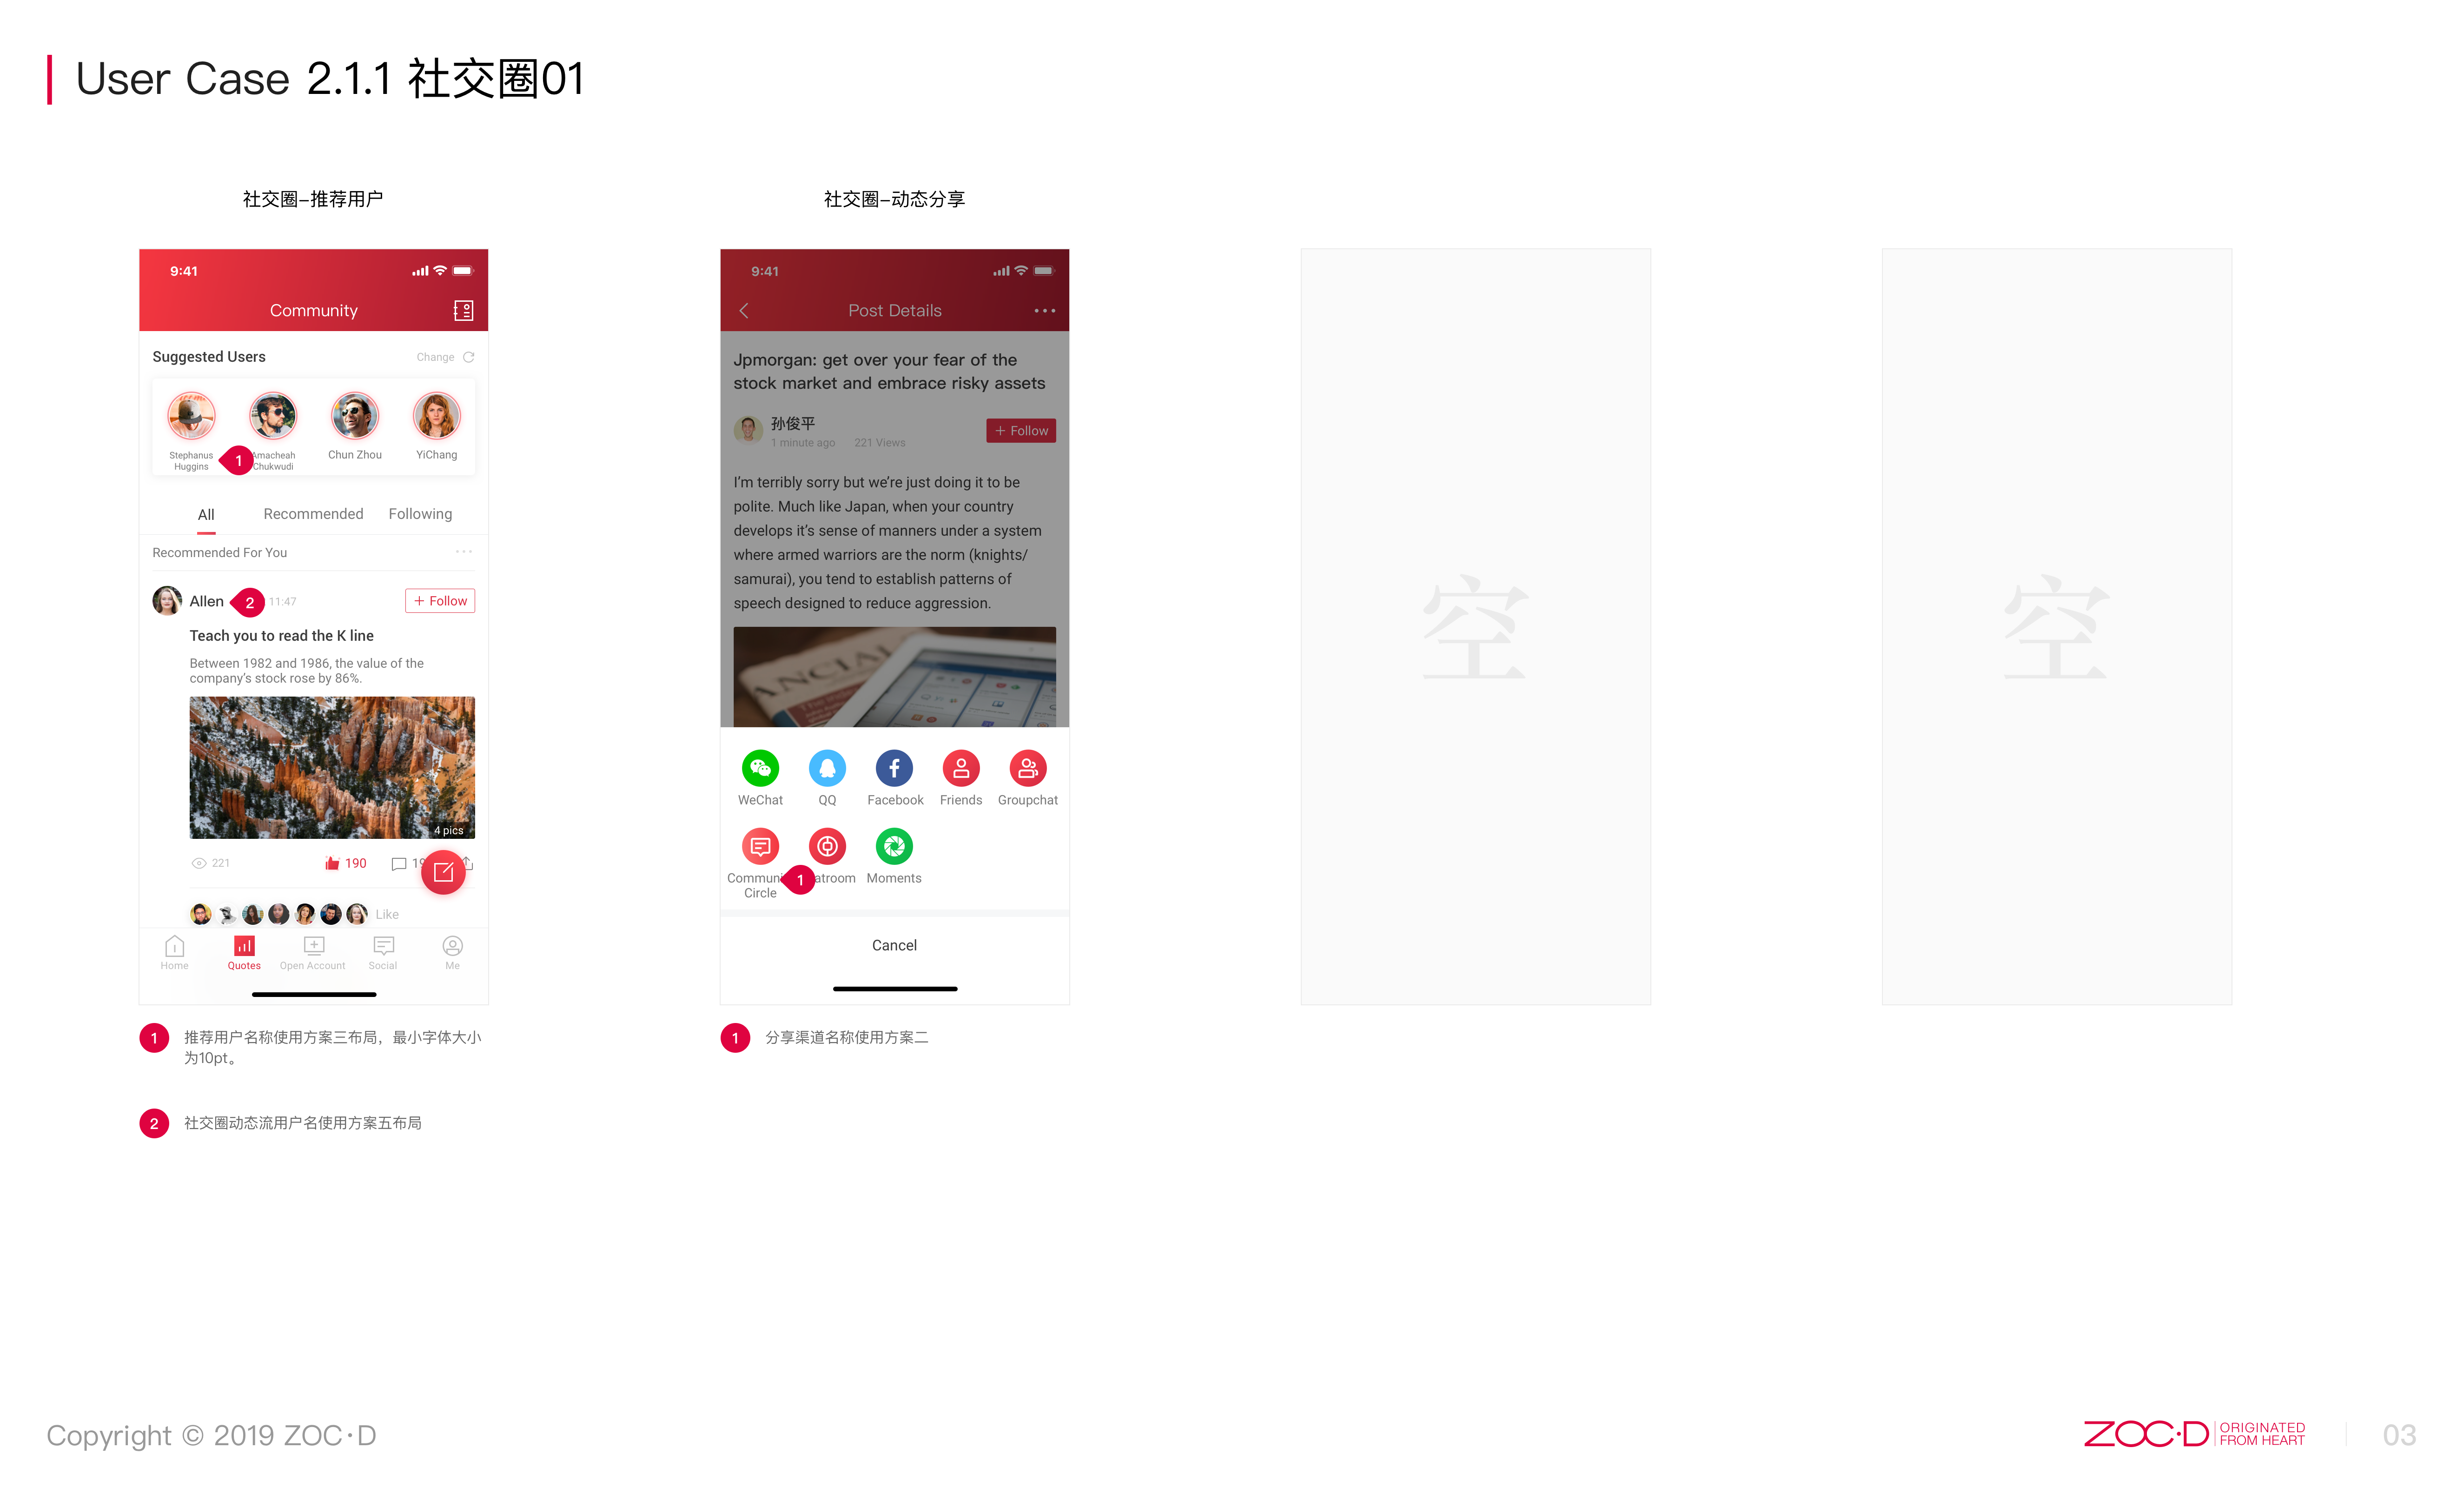 User Case 2.1.1 社交圈01
社交圈–推荐用户
9:41
Community
Suggested Users
Change
Stephanus
Huggins
1
Amacheah
Chukwudi
Chun Zhou
YiChang
All
Recommended
Following
Recommended For You
Allen
2
11:47
+ Follow
Teach you to read the K line
Between 1982 and 1986, the value of the
company's stock rose by 86%.
4 pics
221
190
Like
Home
Quotes
Open Account
Social
Me
1
推荐用户名称使用方案三布局，最小字体大小
为10pt。
2
社交圈动态流用户名使用方案五布局
社交圈–动态分享
9:41
Post Details
Jpmorgan: get over your fear of the
stock market and embrace risky assets
孙俊平
1 minute ago
221 Views
+ Follow
I'm terribly sorry but we're just doing it to be
polite. Much like Japan, when your country
develops it's sense of manners under a system
where armed warriors are the norm (knights/
samurai), you tend to establish patterns of
speech designed to reduce aggression.
WeChat
QQ
Facebook
Friends
Groupchat
Communi
Circle
1
atroom
Moments
Cancel
1
分享渠道名称使用方案二
空
空
Copyright © 2019 ZOC·D
ZOC·D
ORIGINATED
FROM HEART
03